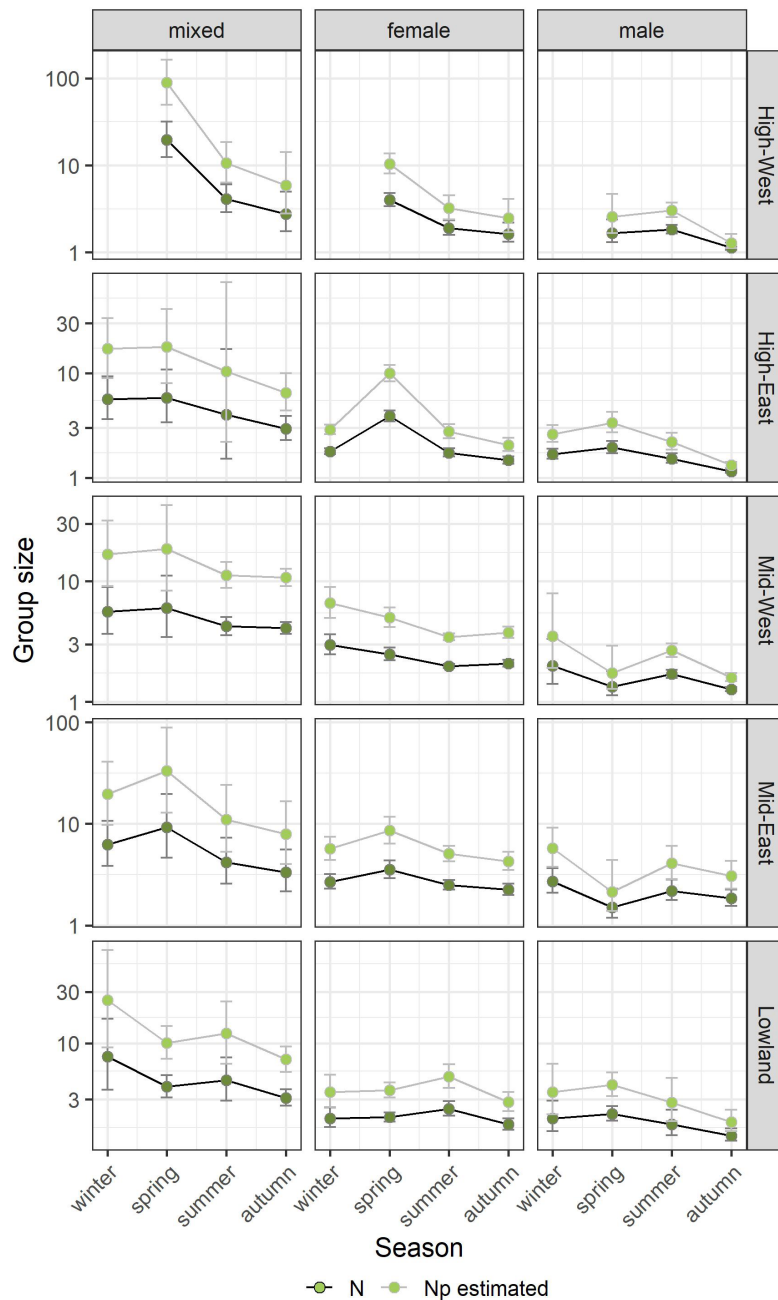 mixed female male
100
10
1
High-West
30
10
3
1
High-East
30
10
3
1
Mid-West
100
10
1
Mid-East
30
10
3
Lowland
Group size
winter spring summer autumn winter spring summer autumn winter spring summer autumn
Season
N Np estimated